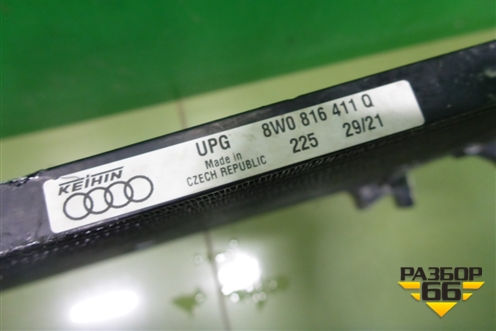 KEIHIN
UPG 8W0 816 411 Q
Made in 225 29/21
CZECH REPUBLIC
РАЗБОР
66